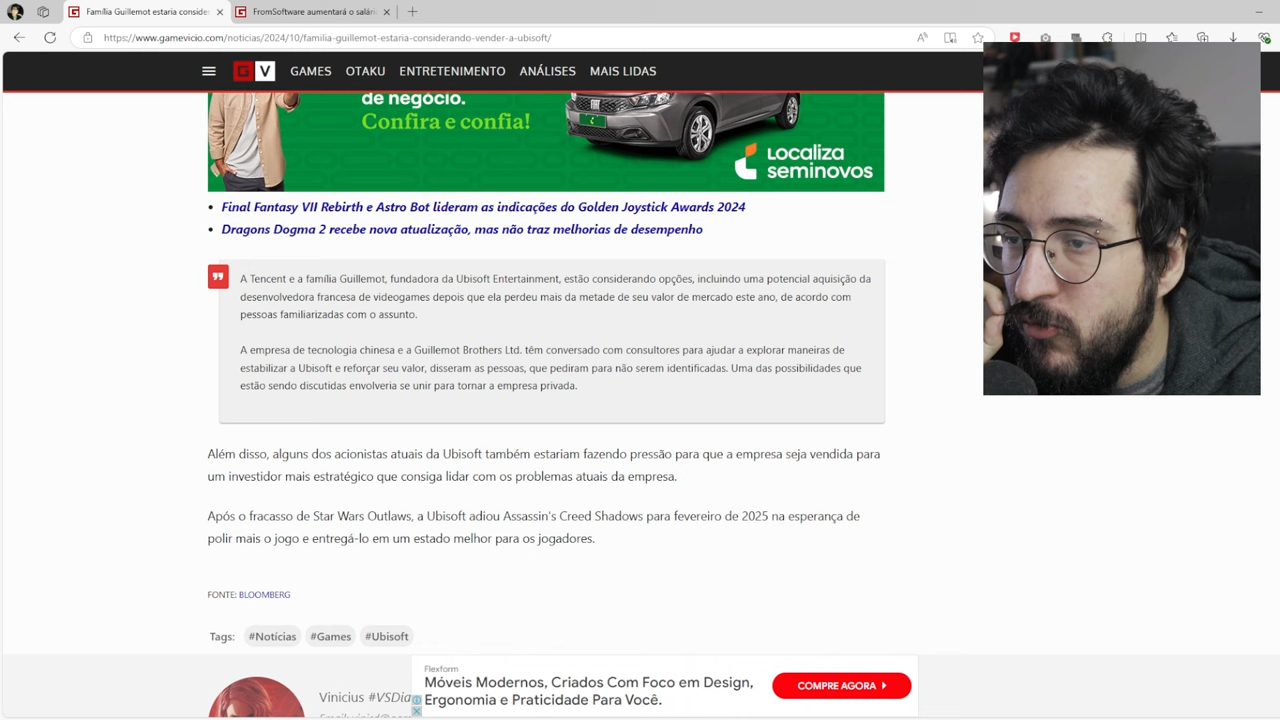 Família Guillemot estaria conside
FromSoftware aumentará o salári
https://www.gamevicio.com/noticias/2024/10/familia-guillemot-estaria-considerando-vender-a-ubisoft/
G V GAMES OTAKU ENTRETENIMENTO ANÁLISES MAIS LIDAS
de negócio.
Confira e confia!
Localiza
seminovos
Final Fantasy VII Rebirth e Astro Bot lideram as indicações do Golden Joystick Awards 2024
Dragons Dogma 2 recebe nova atualização, mas não traz melhorias de desempenho
A Tencent e a família Guillemot, fundadora da Ubisoft Entertainment, estão considerando opções, incluindo uma potencial aquisição da
desenvolvedora francesa de videogames depois que ela perdeu mais da metade de seu valor de mercado este ano, de acordo com
pessoas familiarizadas com o assunto.
A empresa de tecnologia chinesa e a Guillemot Brothers Ltd. têm conversado com consultores para ajudar a explorar maneiras de
estabilizar a Ubisoft e reforçar seu valor, disseram as pessoas, que pediram para não serem identificadas. Uma das possibilidades que
estão sendo discutidas envolveria se unir para tornar a empresa privada.
Além disso, alguns dos acionistas atuais da Ubisoft também estariam fazendo pressão para que a empresa seja vendida para
um investidor mais estratégico que consiga lidar com os problemas atuais da empresa.
Após o fracasso de Star Wars Outlaws, a Ubisoft adiou Assassin's Creed Shadows para fevereiro de 2025 na esperança de
polir mais o jogo e entregá-lo em um estado melhor para os jogadores.
FONTE: BLOOMBERG
Tags: #Notícias #Games #Ubisoft
Flexform
Móveis Modernos, Criados Com Foco em Design,
Ergonomia e Praticidade Para Você.
COMPRE AGORA
Vinicius #VSDia